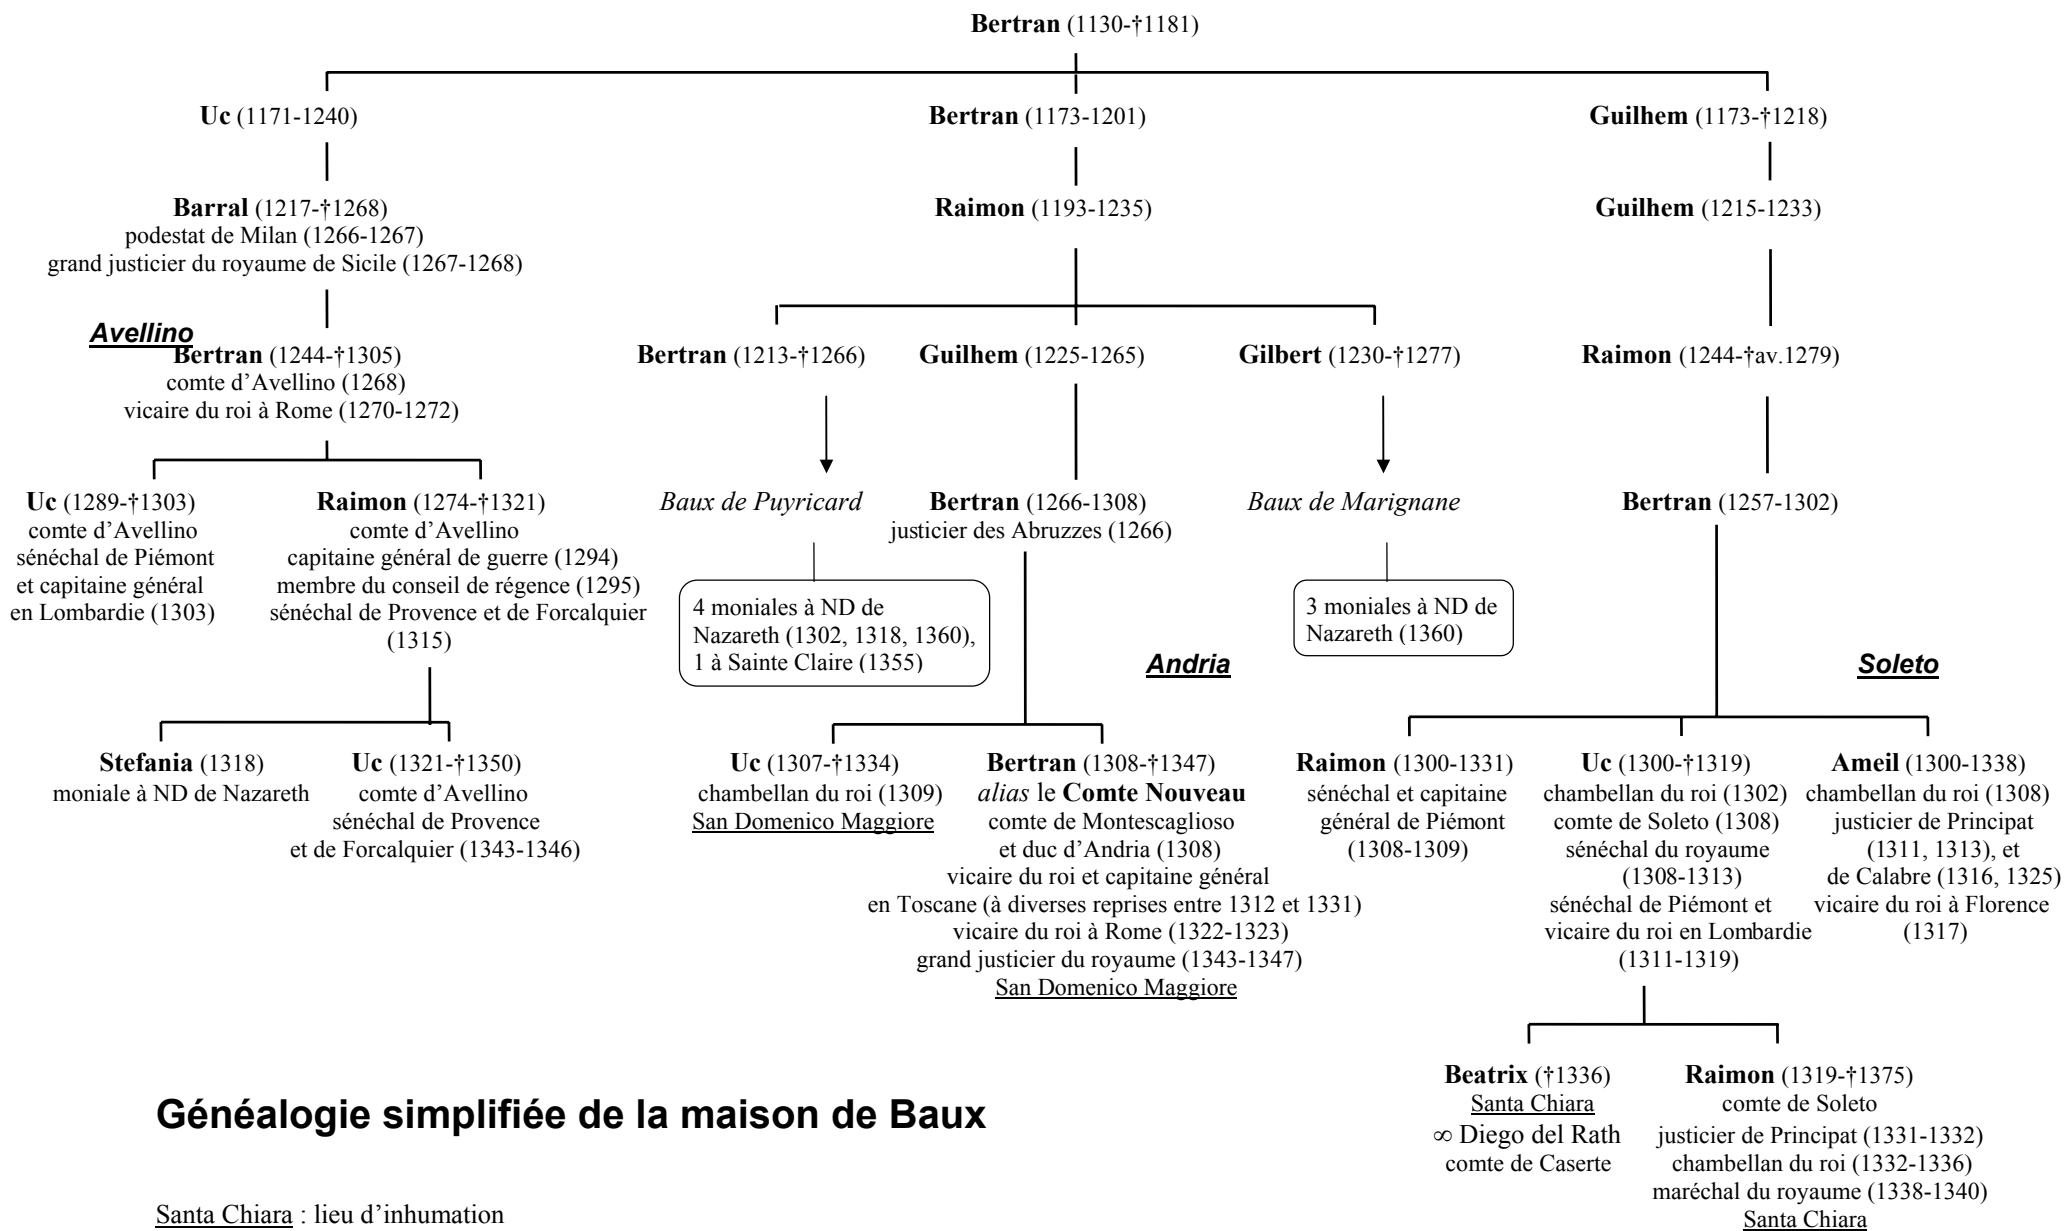 Bertran (1130-†1181)
Uc (1171-1240)
Bertran (1173-1201)
Guilhem (1173-†1218)
Barral (1217-†1268)
podestat de Milan (1266-1267)
grand justicier du royaume de Sicile (1267-1268)
Raimon (1193-1235)
Guilhem (1215-1233)
Avellino
Bertran (1244-†1305)
comte d'Avellino (1268)
vicaire du roi à Rome (1270-1272)
Bertran (1213-†1266)
Guilhem (1225-1265)
Gilbert (1230-†1277)
Raimon (1244-†av.1279)
Uc (1289-†1303)
comte d'Avellino
sénéchal de Piémont
et capitaine général
en Lombardie (1303)
Raimon (1274-†1321)
comte d'Avellino
capitaine général de guerre (1294)
membre du conseil de régence (1295)
sénéchal de Provence et de Forcalquier
(1315)
Baux de Puyricard
4 moniales à ND de
Nazareth (1302, 1318, 1360),
1 à Sainte Claire (1355)
Bertran (1266-1308)
justicier des Abruzzes (1266)
Baux de Marignane
3 moniales à ND de
Nazareth (1360)
Bertran (1257-1302)
Andria
Soleto
Stefania (1318)
moniale à ND de Nazareth
Uc (1321-†1350)
comte d'Avellino
sénéchal de Provence
et de Forcalquier (1343-1346)
Uc (1307-†1334)
chambellan du roi (1309)
San Domenico Maggiore
Bertran (1308-†1347)
alias le Comte Nouveau
comte de Montescaglioso
et duc d'Andria (1308)
vicaire du roi et capitaine général
en Toscane (à diverses reprises entre 1312 et 1331)
vicaire du roi à Rome (1322-1323)
grand justicier du royaume (1343-1347)
San Domenico Maggiore
Raimon (1300-1331)
sénéchal et capitaine
général de Piémont
(1308-1309)
Uc (1300-†1319)
chambellan du roi (1302)
comte de Soleto (1308)
sénéchal du royaume
(1308-1313)
sénéchal de Piémont et
vicaire du roi en Lombardie
(1311-1319)
Ameil (1300-1338)
chambellan du roi (1308)
justicier de Principat
(1311, 1313), et
de Calabre (1316, 1325)
vicaire du roi à Florence
(1317)
Beatrix (†1336)
Santa Chiara
∞ Diego del Rath
comte de Caserte
Raimon (1319-†1375)
comte de Soleto
justicier de Principat (1331-1332)
chambellan du roi (1332-1336)
maréchal du royaume (1338-1340)
Santa Chiara
Généalogie simplifiée de la maison de Baux
Santa Chiara : lieu d'inhumation